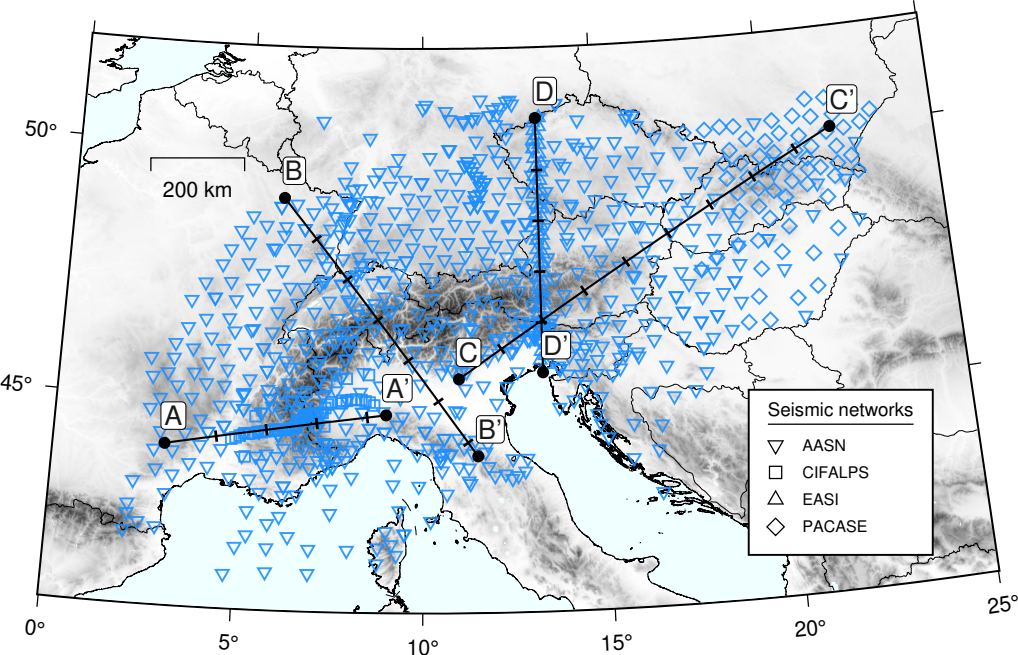 D
C'
50°
B
200 km
C
D'
45°
A'
A
B'
Seismic networks
AASN
CIFALPS
EASI
PACASE
0°
5°
10°
15°
20°
25°